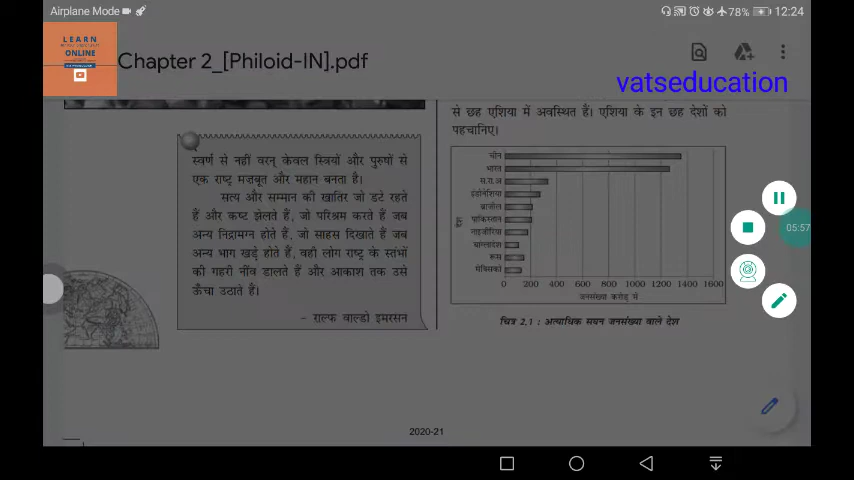 Airplane Mode
78%
12:24
LEARN
ONLINE
Chapter 2_[Philoid-IN].pdf
vatseducation
से छह एशिया में अवस्थित हैं। एशिया के इन छह देशों को
पहचानिए।
स्वर्ण से नहीं वरन् केवल स्त्रियों और पुरुषों से
एक राष्ट्र मज़बूत और महान बनता है।
सत्य और सम्मान की खातिर जो डटे रहते
हैं और कष्ट झेलते हैं, जो परिश्रम करते हैं जब
अन्य निद्रामग्न होते हैं, जो साहस दिखाते हैं जब
अन्य भाग खड़े होते हैं, वही लोग राष्ट्र के स्तंभों
की गहरी नींव डालते हैं और आकाश तक उसे
ऊँचा उठाते हैं।
– राल्फ वाल्डो इमरसन
देश
चीन
भारत
स.रा.अ
इंडोनेशिया
ब्राज़ील
पाकिस्तान
नाइजीरिया
बांग्लादेश
रूस
मेक्सिको
0 200 400 600 800 1000 1200 1400 1600
जनसंख्या करोड़ में
चित्र 2.1 : अत्यधिक सघन जनसंख्या वाले देश
05:57
2020-21